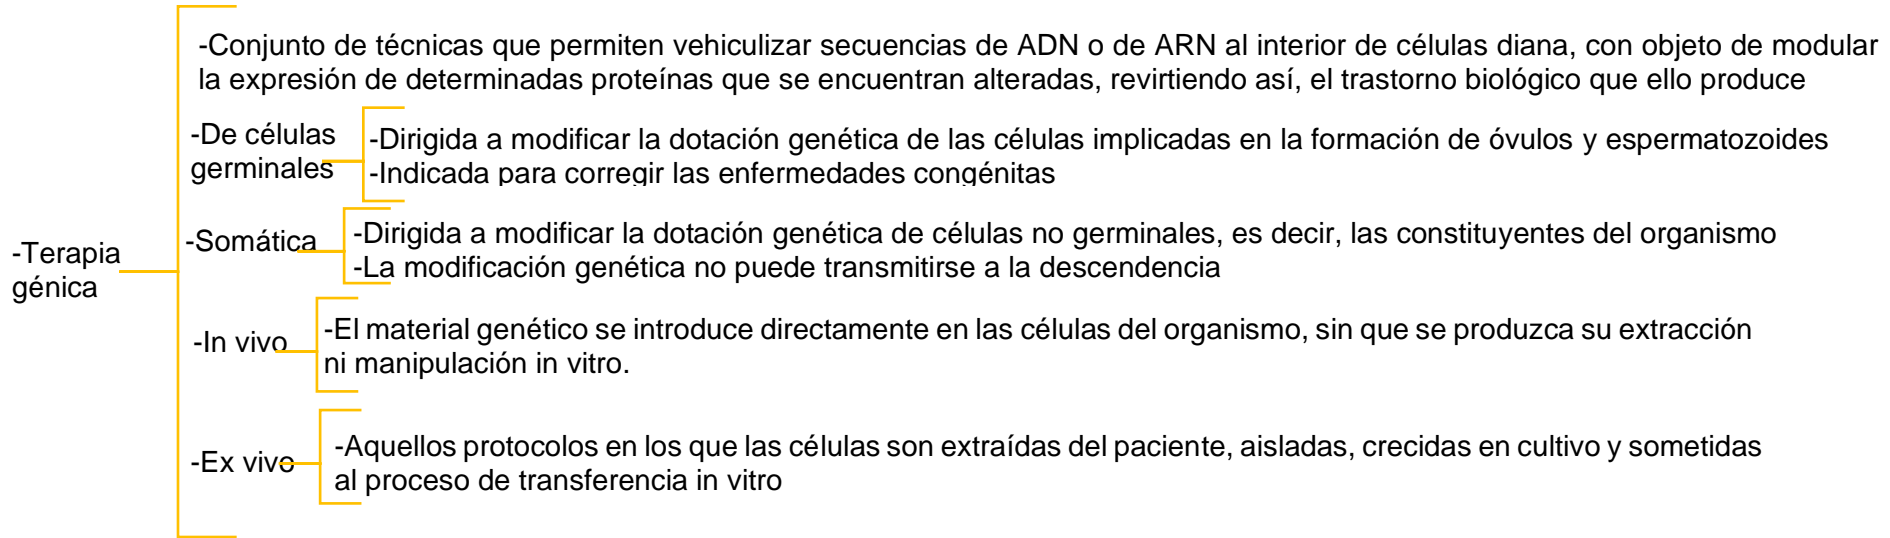 -Conjunto de técnicas que permiten vehiculizar secuencias de ADN o de ARN al interior de células diana, con objeto de modular
la expresión de determinadas proteínas que se encuentran alteradas, revirtiendo así, el trastorno biológico que ello produce
-De células
germinales
-Dirigida a modificar la dotación genética de las células implicadas en la formación de óvulos y espermatozoides
-Indicada para corregir las enfermedades congénitas
-Terapia
génica
-Somática
-Dirigida a modificar la dotación genética de células no germinales, es decir, las constituyentes del organismo
-La modificación genética no puede transmitirse a la descendencia
-In vivo
-El material genético se introduce directamente en las células del organismo, sin que se produzca su extracción
ni manipulación in vitro.
-Ex vivo
-Aquellos protocolos en los que las células son extraídas del paciente, aisladas, crecidas en cultivo y sometidas
al proceso de transferencia in vitro